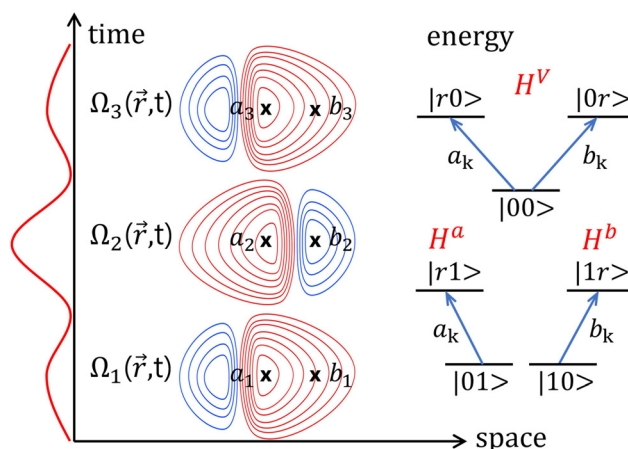 time
energy
Ω₃(r⃗,t)
a₃ x x b₃
H^V
|r0>
|0r>
a_k
b_k
|00>
Ω₂(r⃗,t)
a₂ x x b₂
H^a
H^b
|r1>
|1r>
a_k
b_k
Ω₁(r⃗,t)
a₁ x x b₁
|01>
|10>
space